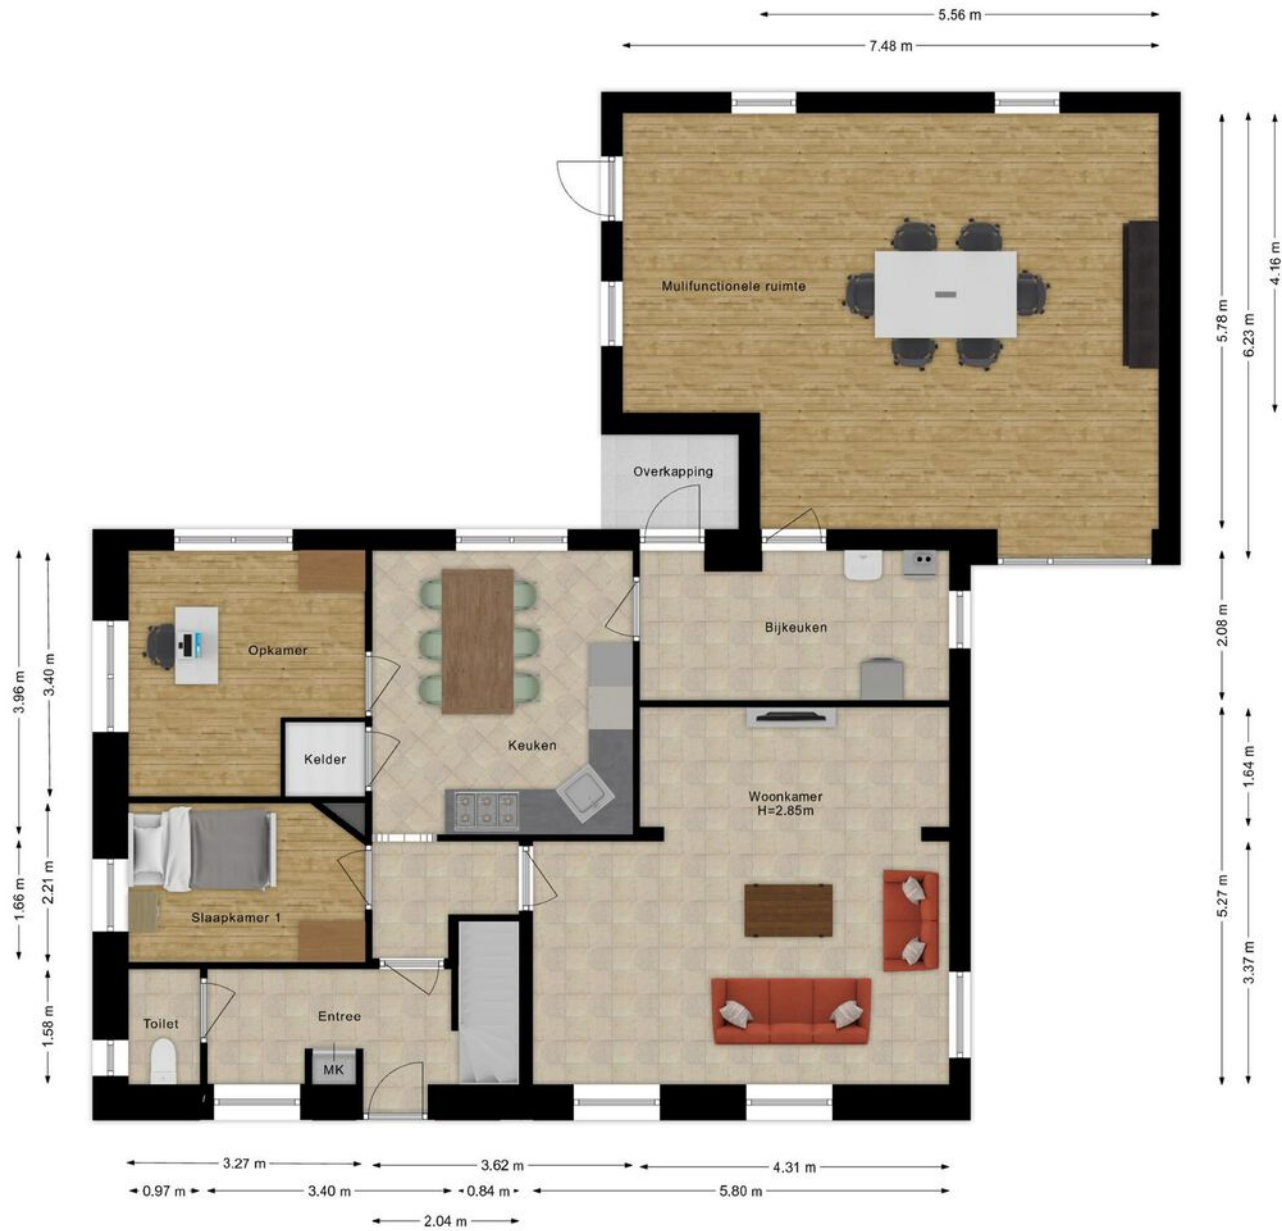 5.56 m
7.48 m
Mulifunctionele ruimte
4.16 m
5.78 m
6.23 m
Overkapping
Opkamer
Bijkeuken
2.08 m
3.40 m
3.96 m
Keuken
Kelder
Woonkamer
H=2.85m
1.64 m
2.21 m
1.66 m
Slaapkamer 1
5.27 m
3.37 m
1.58 m
Toilet
Entree
MK
3.27 m
3.62 m
4.31 m
0.97 m
3.40 m
0.84 m
5.80 m
2.04 m